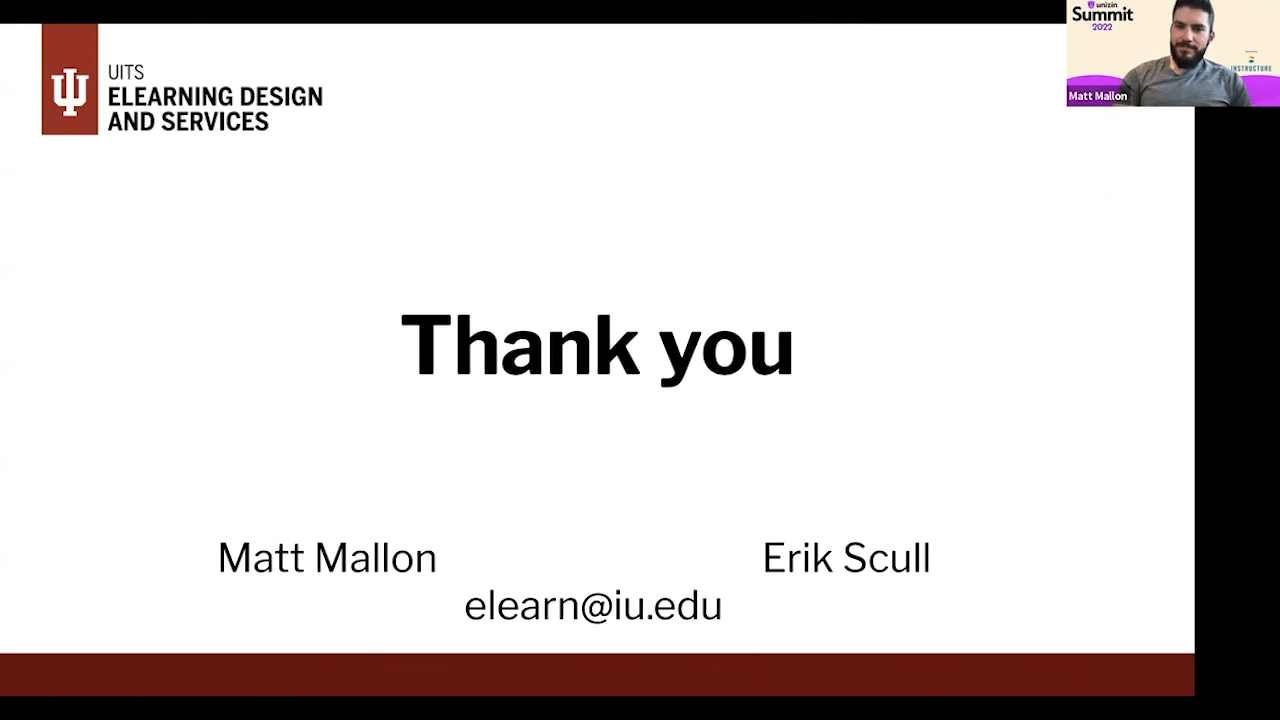 UITS
ELEARNING DESIGN
AND SERVICES
unizin
Summit
2022
INSTRUCTURE
Matt Mallon
Thank you
Matt Mallon
Erik Scull
elearn@iu.edu